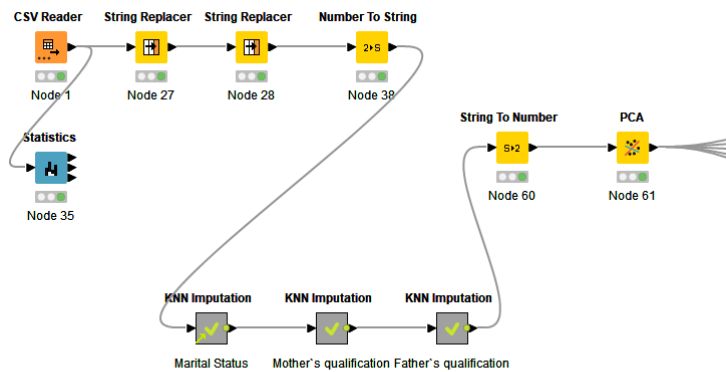 CSV Reader
String Replacer
String Replacer
Number To String
2▸S
Node 1
Node 27
Node 28
Node 38
Statistics
Node 35
String To Number
PCA
S▸2
Node 60
Node 61
KNN Imputation
KNN Imputation
KNN Imputation
Marital Status
Mother`s qualification
Father`s qualification